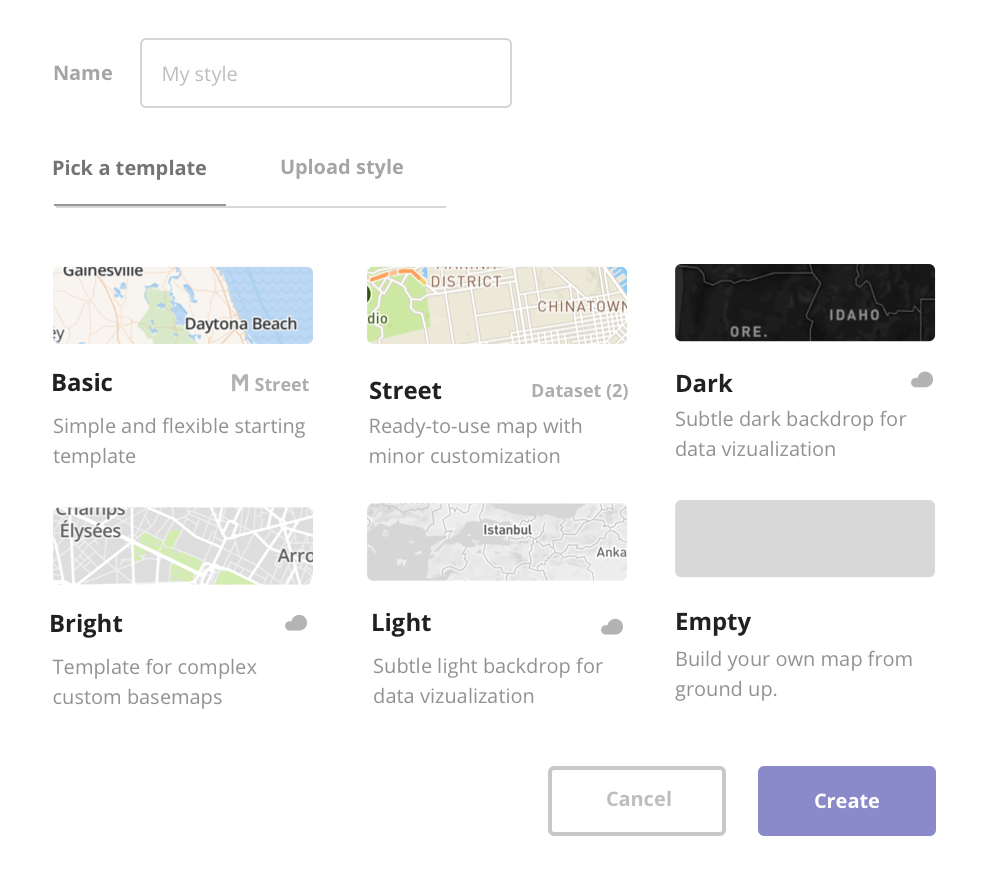 Name
My style
Pick a template
Upload style
Gainesville
ey
Daytona Beach
DISTRICT
CHINATOWN
dio
ORE.
IDAHO
Basic
M Street
Street
Dataset (2)
Dark
Simple and flexible starting
template
Ready-to-use map with
minor customization
Subtle dark backdrop for
data vizualization
Champs
Élysées
Arro
Istanbul
Anka
Bright
Light
Empty
Template for complex
custom basemaps
Subtle light backdrop for
data vizualization
Build your own map from
ground up.
Cancel
Create